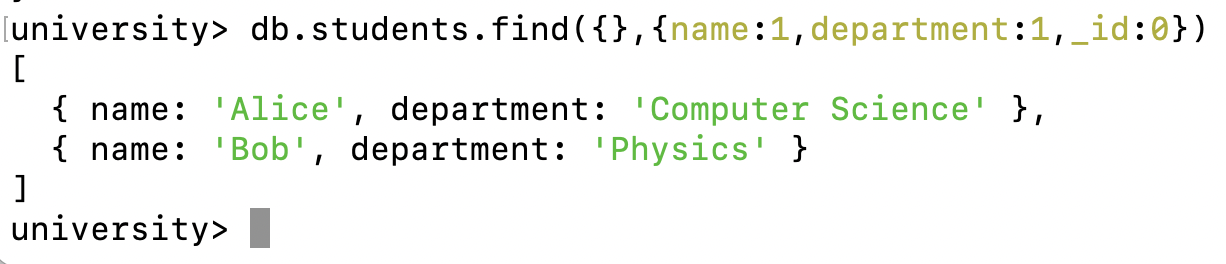 university> db.students.find({},{name:1,department:1,_id:0})
[
  { name: 'Alice', department: 'Computer Science' },
  { name: 'Bob', department: 'Physics' }
]
university>